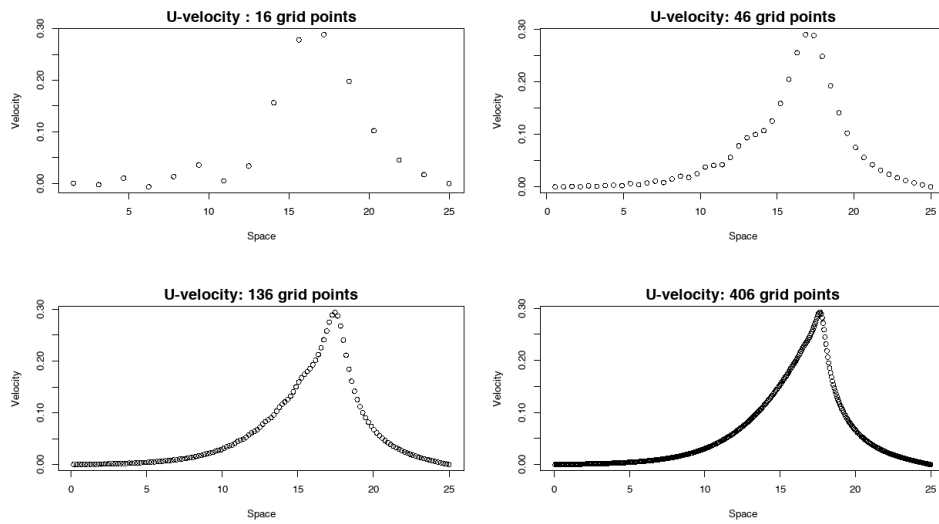 U-velocity : 16 grid points
Velocity
0.00 0.10 0.20 0.30
5 10 15 20 25
Space
U-velocity: 46 grid points
Velocity
0.00 0.10 0.20 0.30
0 5 10 15 20 25
Space
U-velocity: 136 grid points
Velocity
0.00 0.10 0.20 0.30
0 5 10 15 20 25
Space
U-velocity: 406 grid points
Velocity
0.00 0.10 0.20 0.30
0 5 10 15 20 25
Space